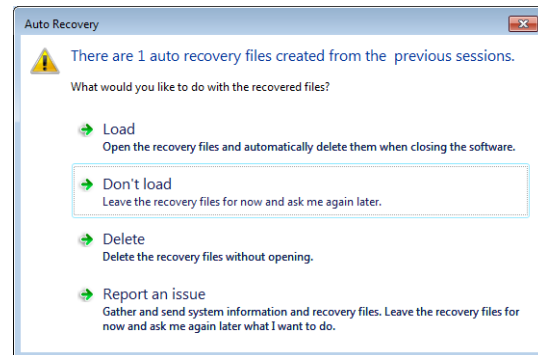 Auto Recovery
There are 1 auto recovery files created from the previous sessions.
What would you like to do with the recovered files?
Load
Open the recovery files and automatically delete them when closing the software.
Don't load
Leave the recovery files for now and ask me again later.
Delete
Delete the recovery files without opening.
Report an issue
Gather and send system information and recovery files. Leave the recovery files for
now and ask me again later what I want to do.